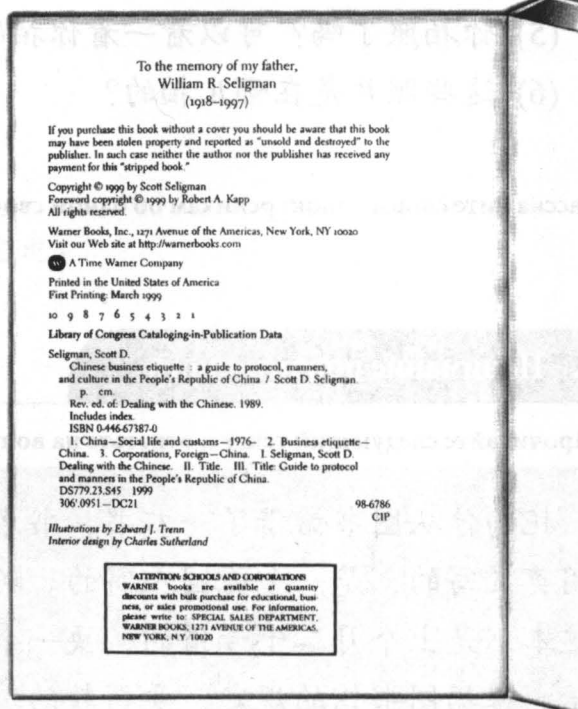 To the memory of my father,
William R. Seligman
(1918–1997)
If you purchase this book without a cover you should be aware that this book
may have been stolen property and reported as "unsold and destroyed" to the
publisher. In such case neither the author nor the publisher has received any
payment for this "stripped book."
Copyright © 1999 by Scott Seligman
Foreword copyright © 1999 by Robert A. Kapp
All rights reserved.
Warner Books, Inc., 1271 Avenue of the Americas, New York, NY 10020
Visit our Web site at http://warnerbooks.com
A Time Warner Company
Printed in the United States of America
First Printing: March 1999
10 9 8 7 6 5 4 3 2 1
Library of Congress Cataloging-in-Publication Data
Seligman, Scott D.
Chinese business etiquette : a guide to protocol, manners,
and culture in the People's Republic of China / Scott D. Seligman.
p. cm.
Rev. ed. of: Dealing with the Chinese. 1989.
Includes index.
ISBN 0-446-67387-0
1. China—Social life and customs—1976– 2. Business etiquette—
China. 3. Corporations, Foreign—China. I. Seligman, Scott D.
Dealing with the Chinese. II. Title. III. Title: Guide to protocol
and manners in the People's Republic of China.
DS779.23.S45 1999
306'.0951—DC21 98-6786
CIP
Illustrations by Edward J. Trenn
Interior design by Charles Sutherland
ATTENTION: SCHOOLS AND CORPORATIONS
WARNER books are available at quantity
discounts with bulk purchase for educational, busi-
ness, or sales promotional use. For information,
please write to: SPECIAL SALES DEPARTMENT,
WARNER BOOKS, 1271 AVENUE OF THE AMERICAS,
NEW YORK, N.Y. 10020